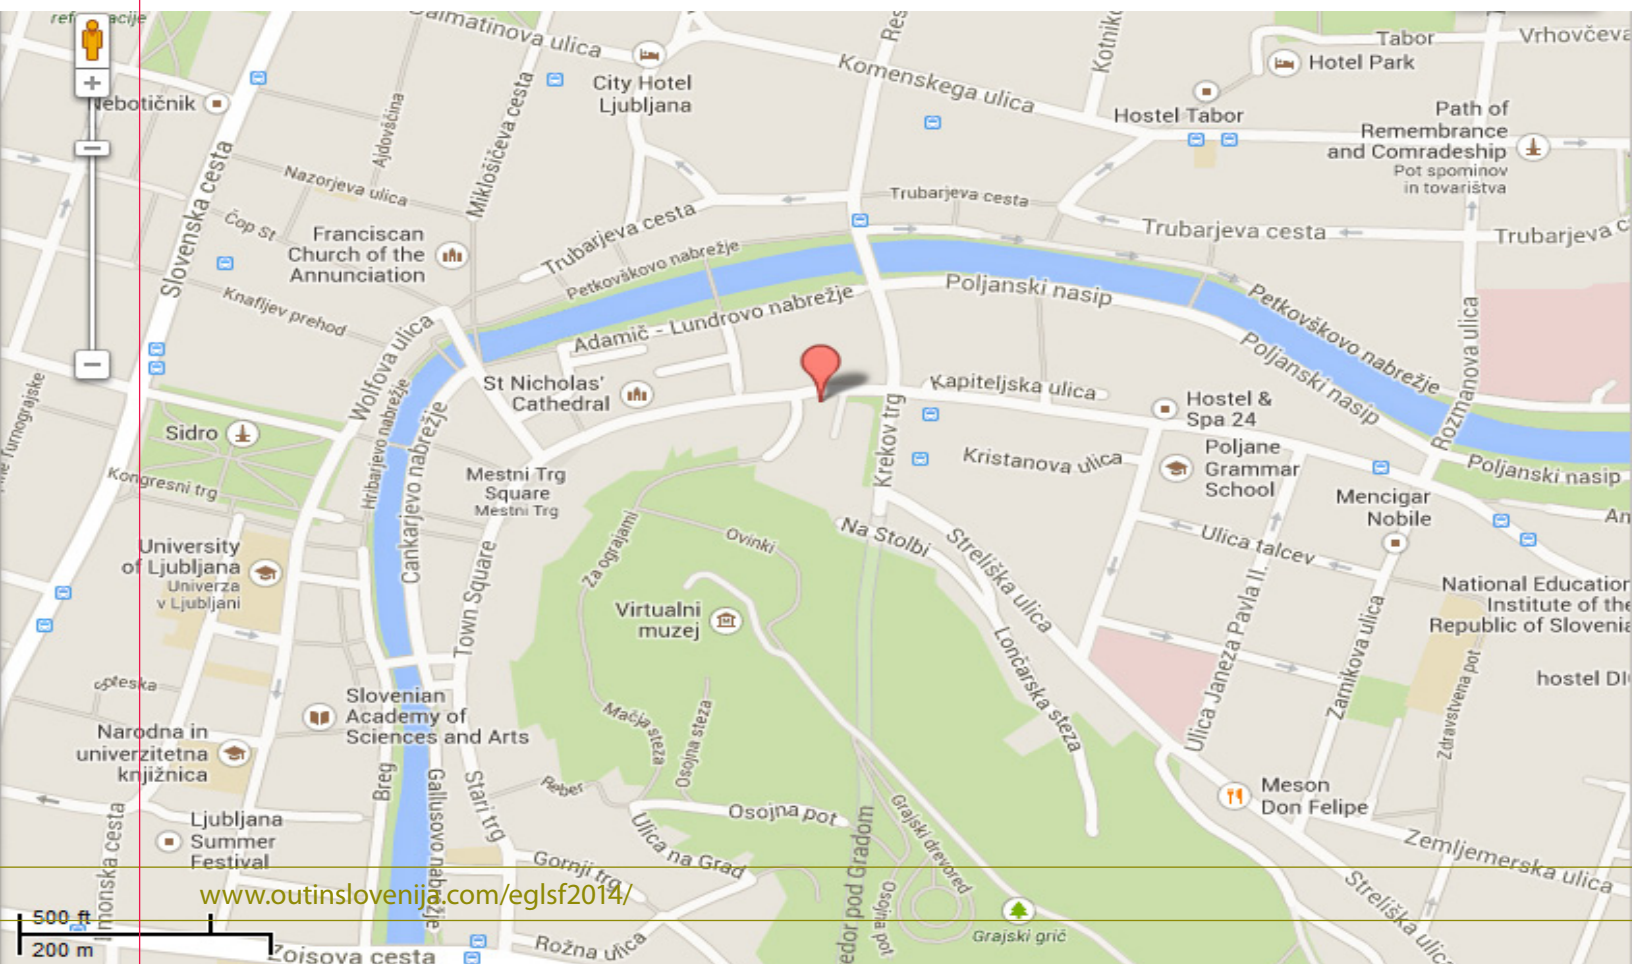 Dalmatinova ulica
City Hotel
Ljubljana
Komenskega ulica
Tabor
Vrhovčeva
Hotel Park
Hostel Tabor
Path of
Remembrance
and Comradeship
Pot spominov
in tovarištva
Nebotičnik
Ajdovščina
Miklošičeva cesta
Slovenska cesta
Nazorjeva ulica
Čop St
Franciscan
Church of the
Annunciation
Knafljev prehod
Trubarjeva cesta
Trubarjeva cesta
Trubarjeva cesta
Trubarjeva c
Petkovškovo nabrežje
Adamič - Lundrovo nabrežje
Poljanski nasip
Petkovškovo nabrežje
Poljanski nasip
Rozmanova ulica
Poljanski nasip
Wolfova ulica
Hribarjevo nabrežje
Cankarjevo nabrežje
St Nicholas'
Cathedral
Kapiteljska ulica
Hostel &
Spa 24
Krekov trg
Kristanova ulica
Poljane
Grammar
School
Mencigar
Nobile
Sidro
Kongresni trg
Mestni Trg
Square
Mestni Trg
University
of Ljubljana
Univerza
v Ljubljani
Town Square
Za ograjami
Ovinki
Na Stolbi
Streliška ulica
Ulica talcev
Virtualni
muzej
Lončarska steza
Ulica Janeza Pavla II.
Zarnikova ulica
National Education
Institute of the
Republic of Slovenia
hostel DI
Zdravstvena pot
Slovenian
Academy of
Sciences and Arts
Narodna in
univerzitetna
knjižnica
Mačja steza
Osojna steza
Reber
Breg
Gallusovo nabrežje
Stari trg
Osojna pot
Ulica na Grad
Gornji trg
Grajski drevored
Osojna pot
Grajski grič
Meson
Don Felipe
Zemljemerska ulica
Streliška ulica
Ljubljana
Summer
Festival
www.outinslovenija.com/eglsf2014/
Rožna ulica
Zoisova cesta
500 ft
200 m